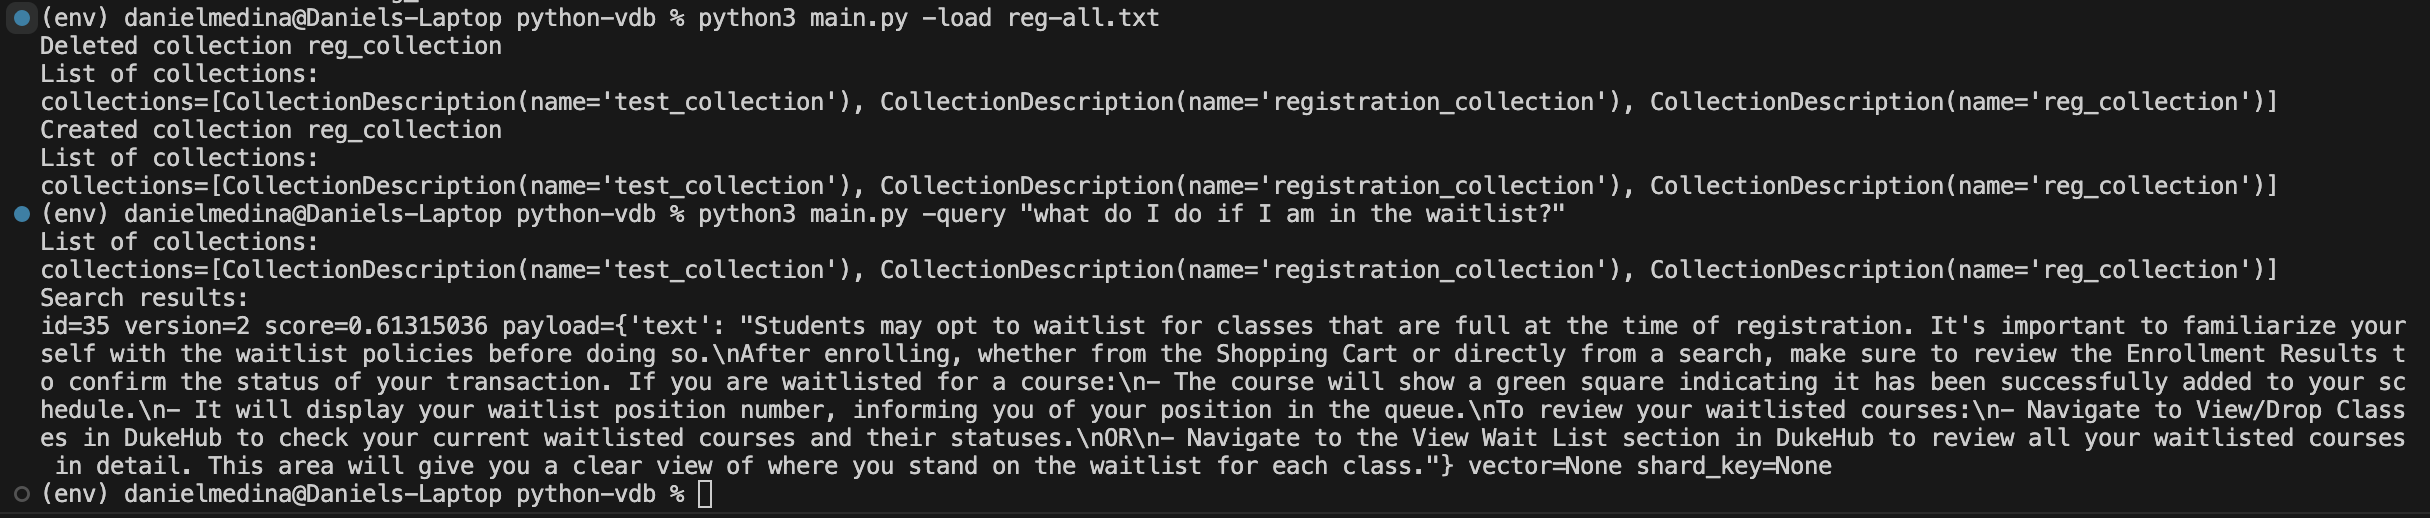 (env) danielmedina@Daniels-Laptop python-vdb % python3 main.py -load reg-all.txt
Deleted collection reg_collection
List of collections:
collections=[CollectionDescription(name='test_collection'), CollectionDescription(name='registration_collection'), CollectionDescription(name='reg_collection')]
Created collection reg_collection
List of collections:
collections=[CollectionDescription(name='test_collection'), CollectionDescription(name='registration_collection'), CollectionDescription(name='reg_collection')]
(env) danielmedina@Daniels-Laptop python-vdb % python3 main.py -query "what do I do if I am in the waitlist?"
List of collections:
collections=[CollectionDescription(name='test_collection'), CollectionDescription(name='registration_collection'), CollectionDescription(name='reg_collection')]
Search results:
id=35 version=2 score=0.61315036 payload={'text': "Students may opt to waitlist for classes that are full at the time of registration. It's important to familiarize your
self with the waitlist policies before doing so.\nAfter enrolling, whether from the Shopping Cart or directly from a search, make sure to review the Enrollment Results t
o confirm the status of your transaction. If you are waitlisted for a course:\n- The course will show a green square indicating it has been successfully added to your sc
hedule.\n- It will display your waitlist position number, informing you of your position in the queue.\nTo review your waitlisted courses:\n- Navigate to View/Drop Class
es in DukeHub to check your current waitlisted courses and their statuses.\nOR\n- Navigate to the View Wait List section in DukeHub to review all your waitlisted courses
 in detail. This area will give you a clear view of where you stand on the waitlist for each class."} vector=None shard_key=None
(env) danielmedina@Daniels-Laptop python-vdb %